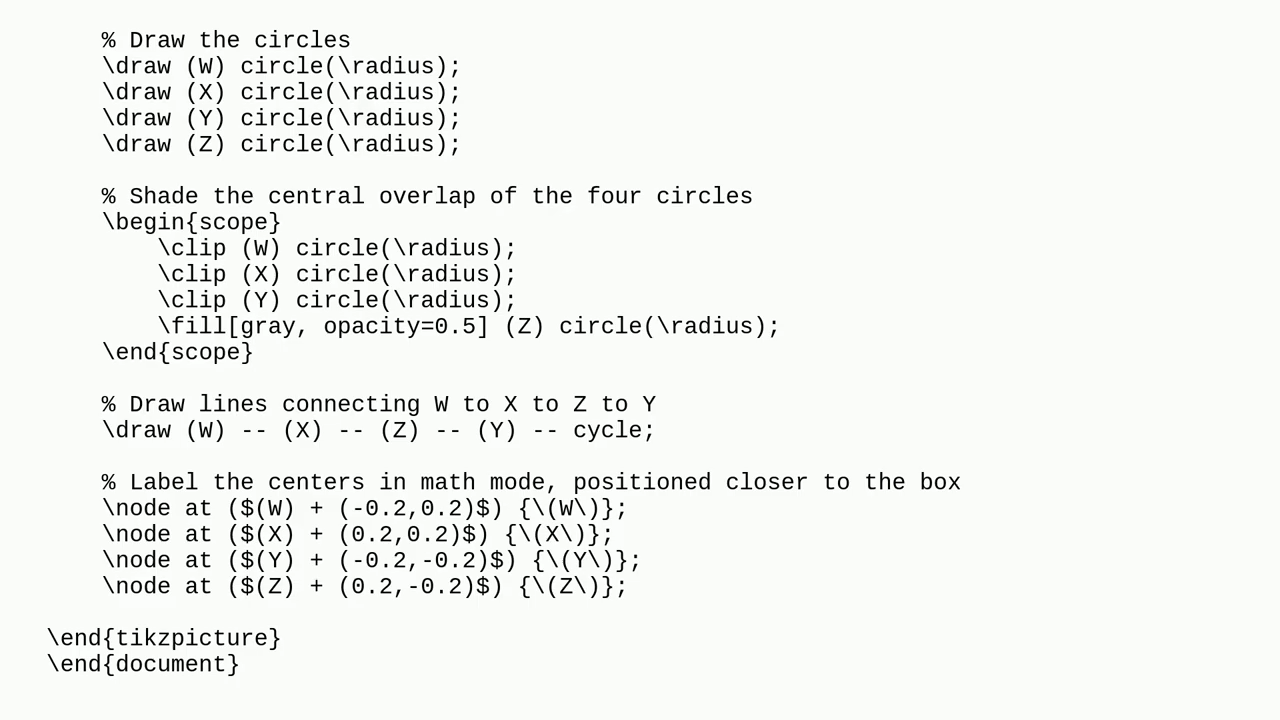 % Draw the circles
\draw (W) circle(\radius);
\draw (X) circle(\radius);
\draw (Y) circle(\radius);
\draw (Z) circle(\radius);
% Shade the central overlap of the four circles
\begin{scope}
\clip (W) circle(\radius);
\clip (X) circle(\radius);
\clip (Y) circle(\radius);
\fill[gray, opacity=0.5] (Z) circle(\radius);
\end{scope}
% Draw lines connecting W to X to Z to Y
\draw (W) -- (X) -- (Z) -- (Y) -- cycle;
% Label the centers in math mode, positioned closer to the box
\node at ($(W) + (-0.2,0.2)$) {\(W\)};
\node at ($(X) + (0.2,0.2)$) {\(X\)};
\node at ($(Y) + (-0.2,-0.2)$) {\(Y\)};
\node at ($(Z) + (0.2,-0.2)$) {\(Z\)};
\end{tikzpicture}
\end{document}